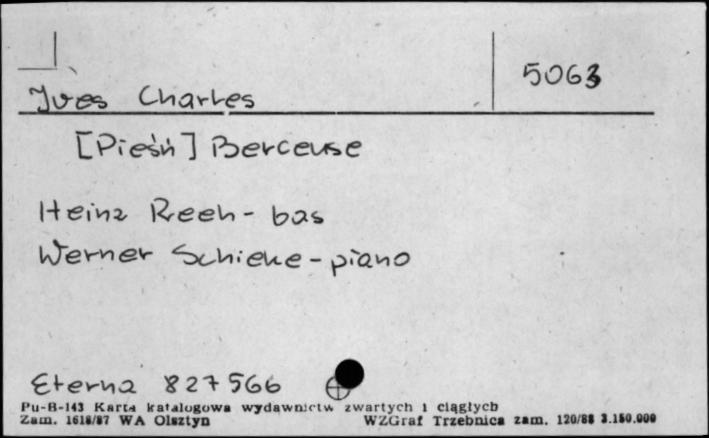 5063
Yves Charles
[Pieśń] Berceuse
Heinz Reeh - bas
Werner Schieke - piano
Eterna 827566
Pu-B-143 Karta katalogowa wydawnictw zwartych i ciągłych
Zam. 1618/87 WA Olsztyn WZGraf Trzebnica zam. 120/88 3.150.000